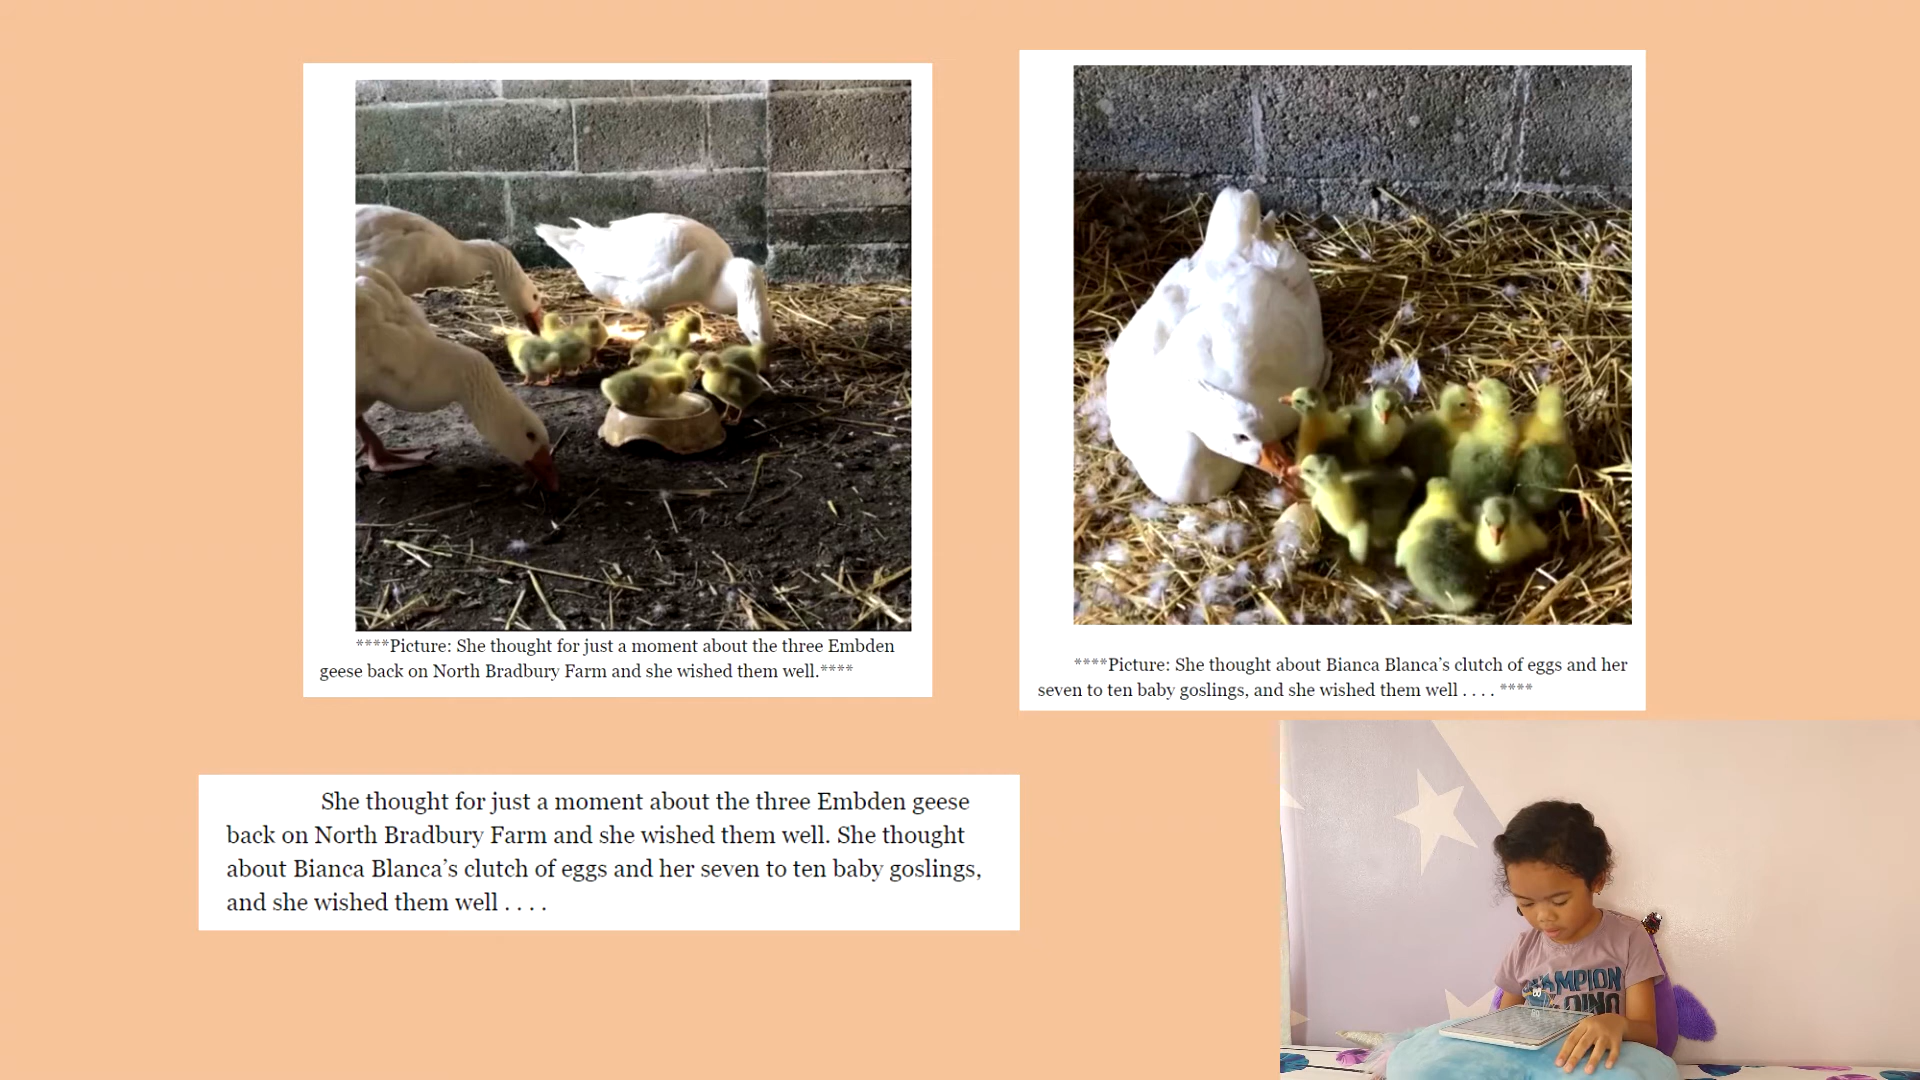 ****Picture: She thought for just a moment about the three Embden
geese back on North Bradbury Farm and she wished them well.****
****Picture: She thought about Bianca Blanca’s clutch of eggs and her
seven to ten baby goslings, and she wished them well . . . . ****
She thought for just a moment about the three Embden geese
back on North Bradbury Farm and she wished them well. She thought
about Bianca Blanca’s clutch of eggs and her seven to ten baby goslings,
and she wished them well . . . .
CHAMPION
DINO